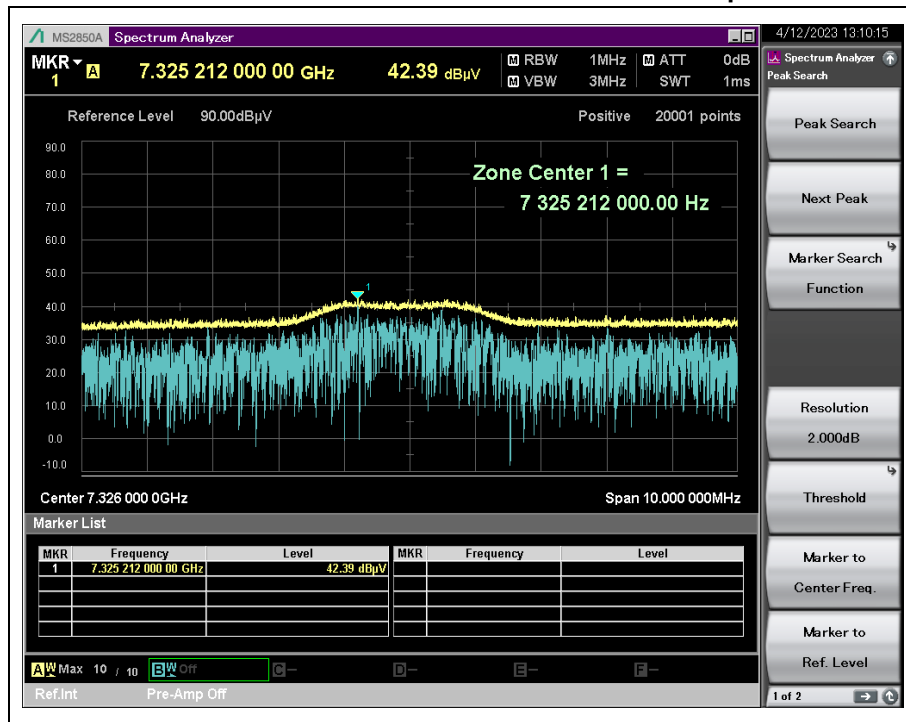 MS2850A Spectrum Analyzer
4/12/2023 13:10:15
MKR 1 A 7.325 212 000 00 GHz 42.39 dBµV
M RBW 1MHz M ATT 0dB
M VBW 3MHz SWT 1ms
Spectrum Analyzer
Peak Search
Reference Level 90.00dBµV Positive 20001 points
Zone Center 1 =
7 325 212 000.00 Hz
90.0
80.0
70.0
60.0
50.0
40.0
30.0
20.0
10.0
0.0
-10.0
1
Center 7.326 000 0GHz Span 10.000 000MHz
Marker List
MKR Frequency Level MKR Frequency Level
1 7.325 212 000 00 GHz 42.39 dBµV
A W Max 10 / 10 B W Off C – D – E – F –
Ref.Int Pre-Amp Off
Peak Search
Next Peak
Marker Search
Function
Resolution
2.000dB
Threshold
Marker to
Center Freq.
Marker to
Ref. Level
1 of 2